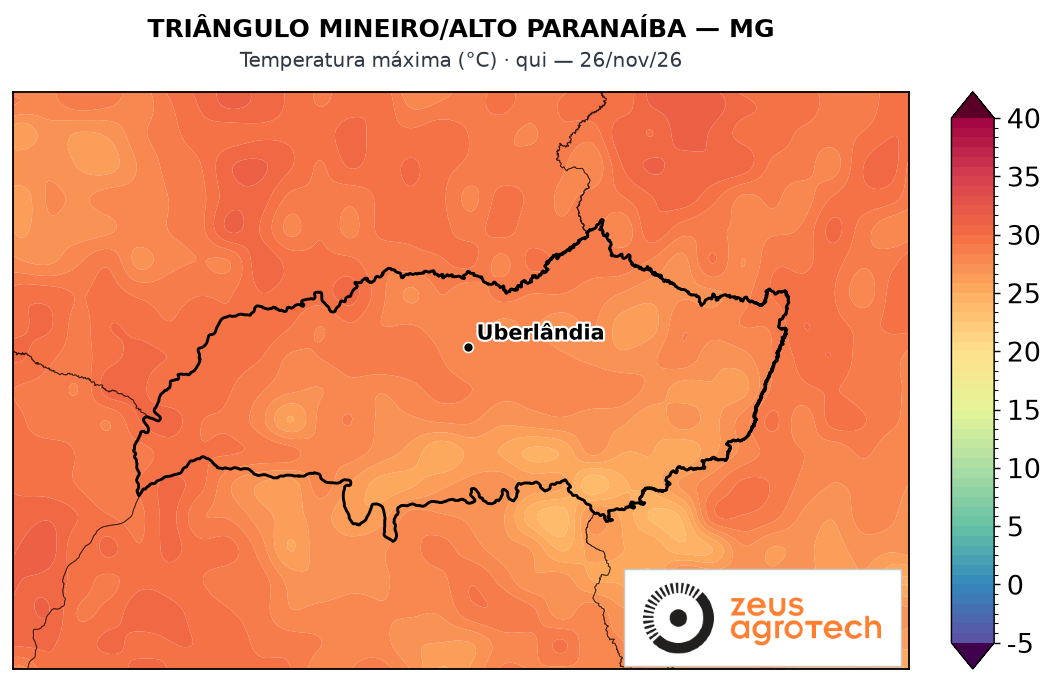 TRIÂNGULO MINEIRO/ALTO PARANAÍBA — MG
Temperatura máxima (°C) · qui — 26/nov/26
Uberlândia
40
35
30
25
20
15
10
5
0
-5
zeus
agrotech